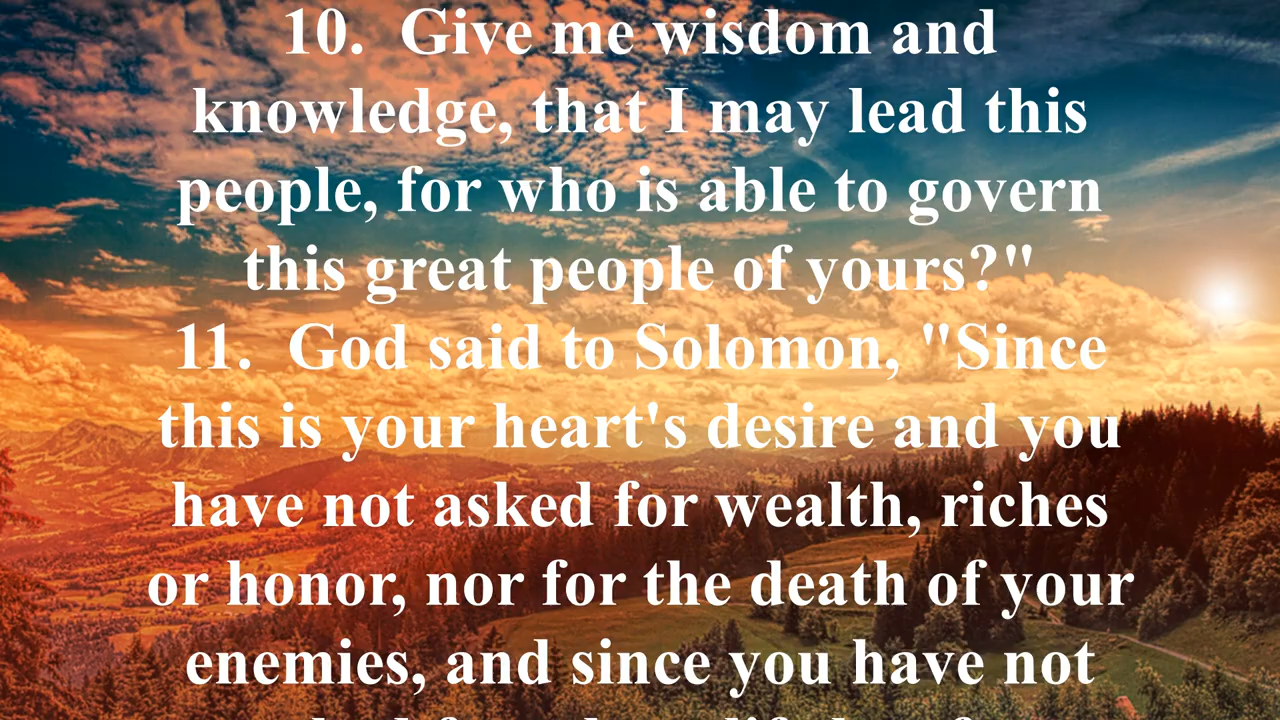 10.  Give me wisdom and
knowledge, that I may lead this
people, for who is able to govern
this great people of yours?"
11.  God said to Solomon, "Since
this is your heart's desire and you
have not asked for wealth, riches
or honor, nor for the death of your
enemies, and since you have not